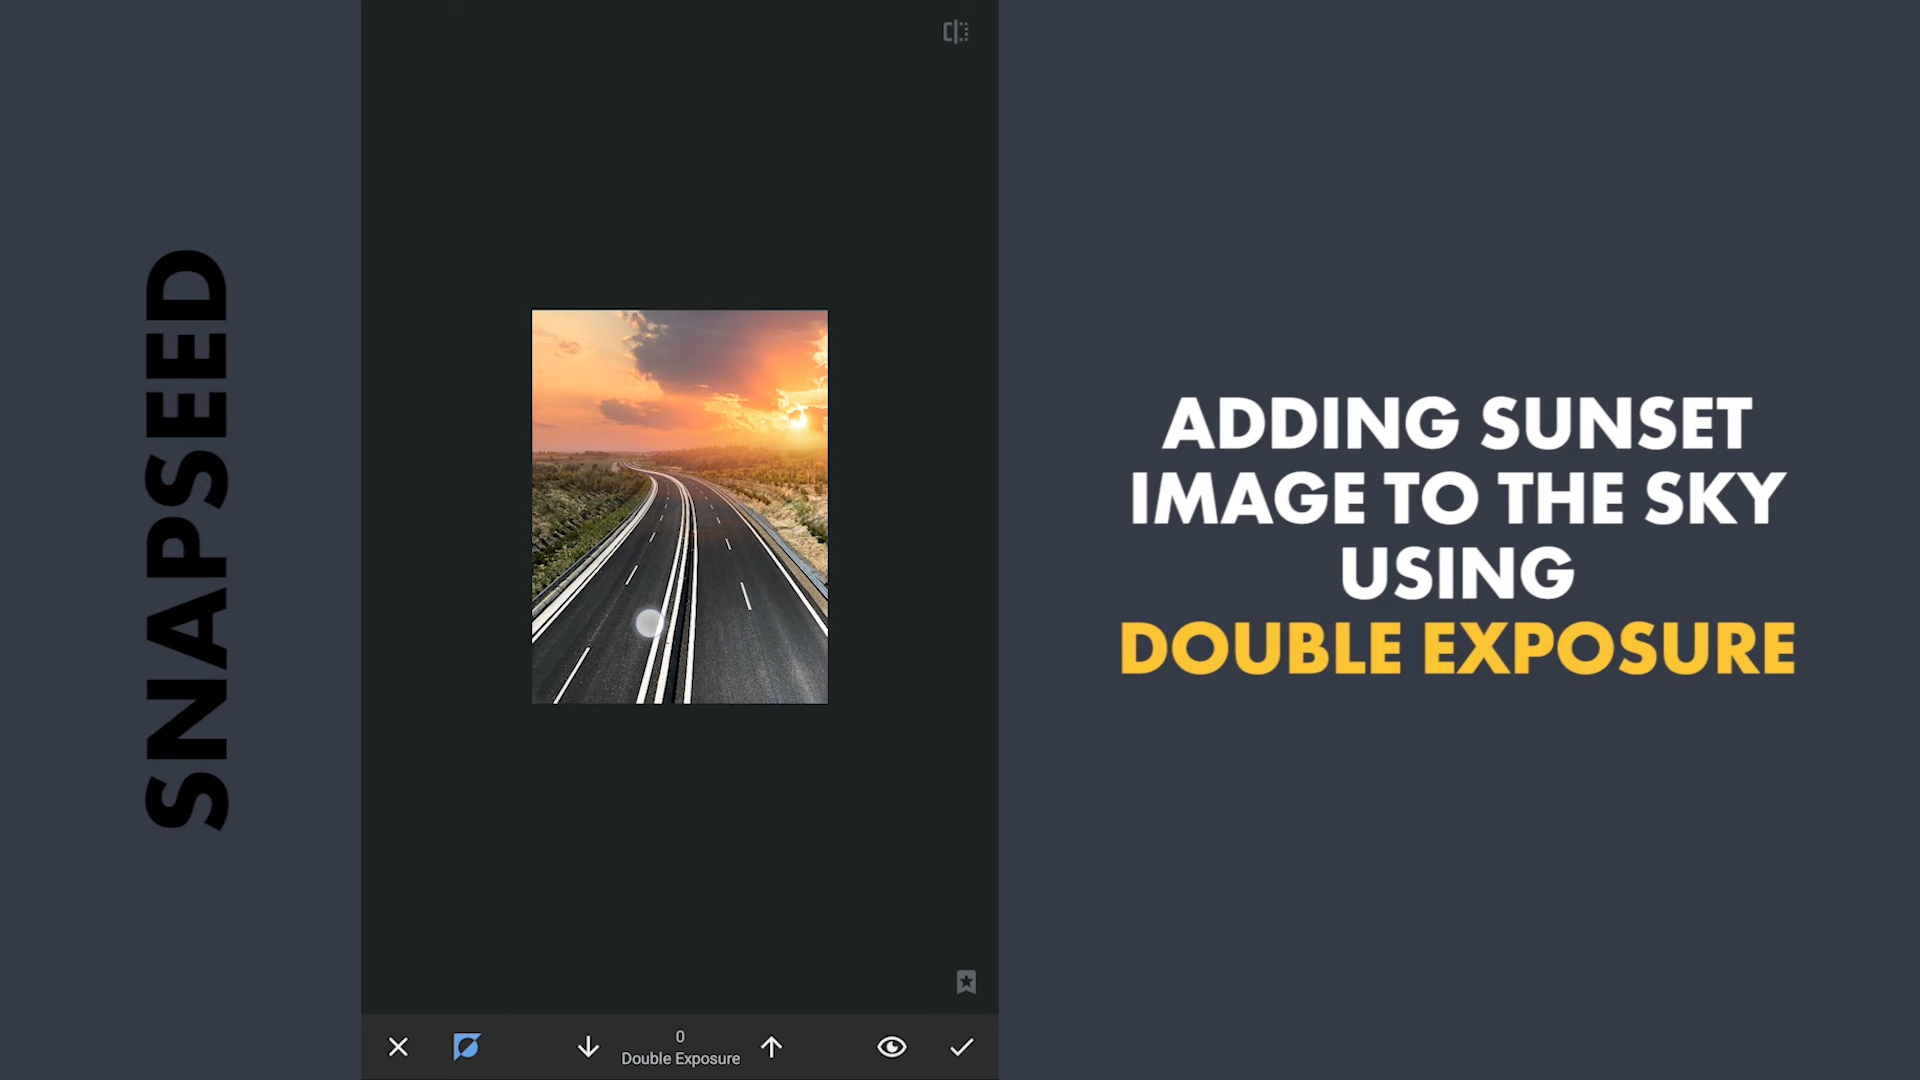 SNAPSEED
0
Double Exposure
ADDING SUNSET
IMAGE TO THE SKY
USING
DOUBLE EXPOSURE